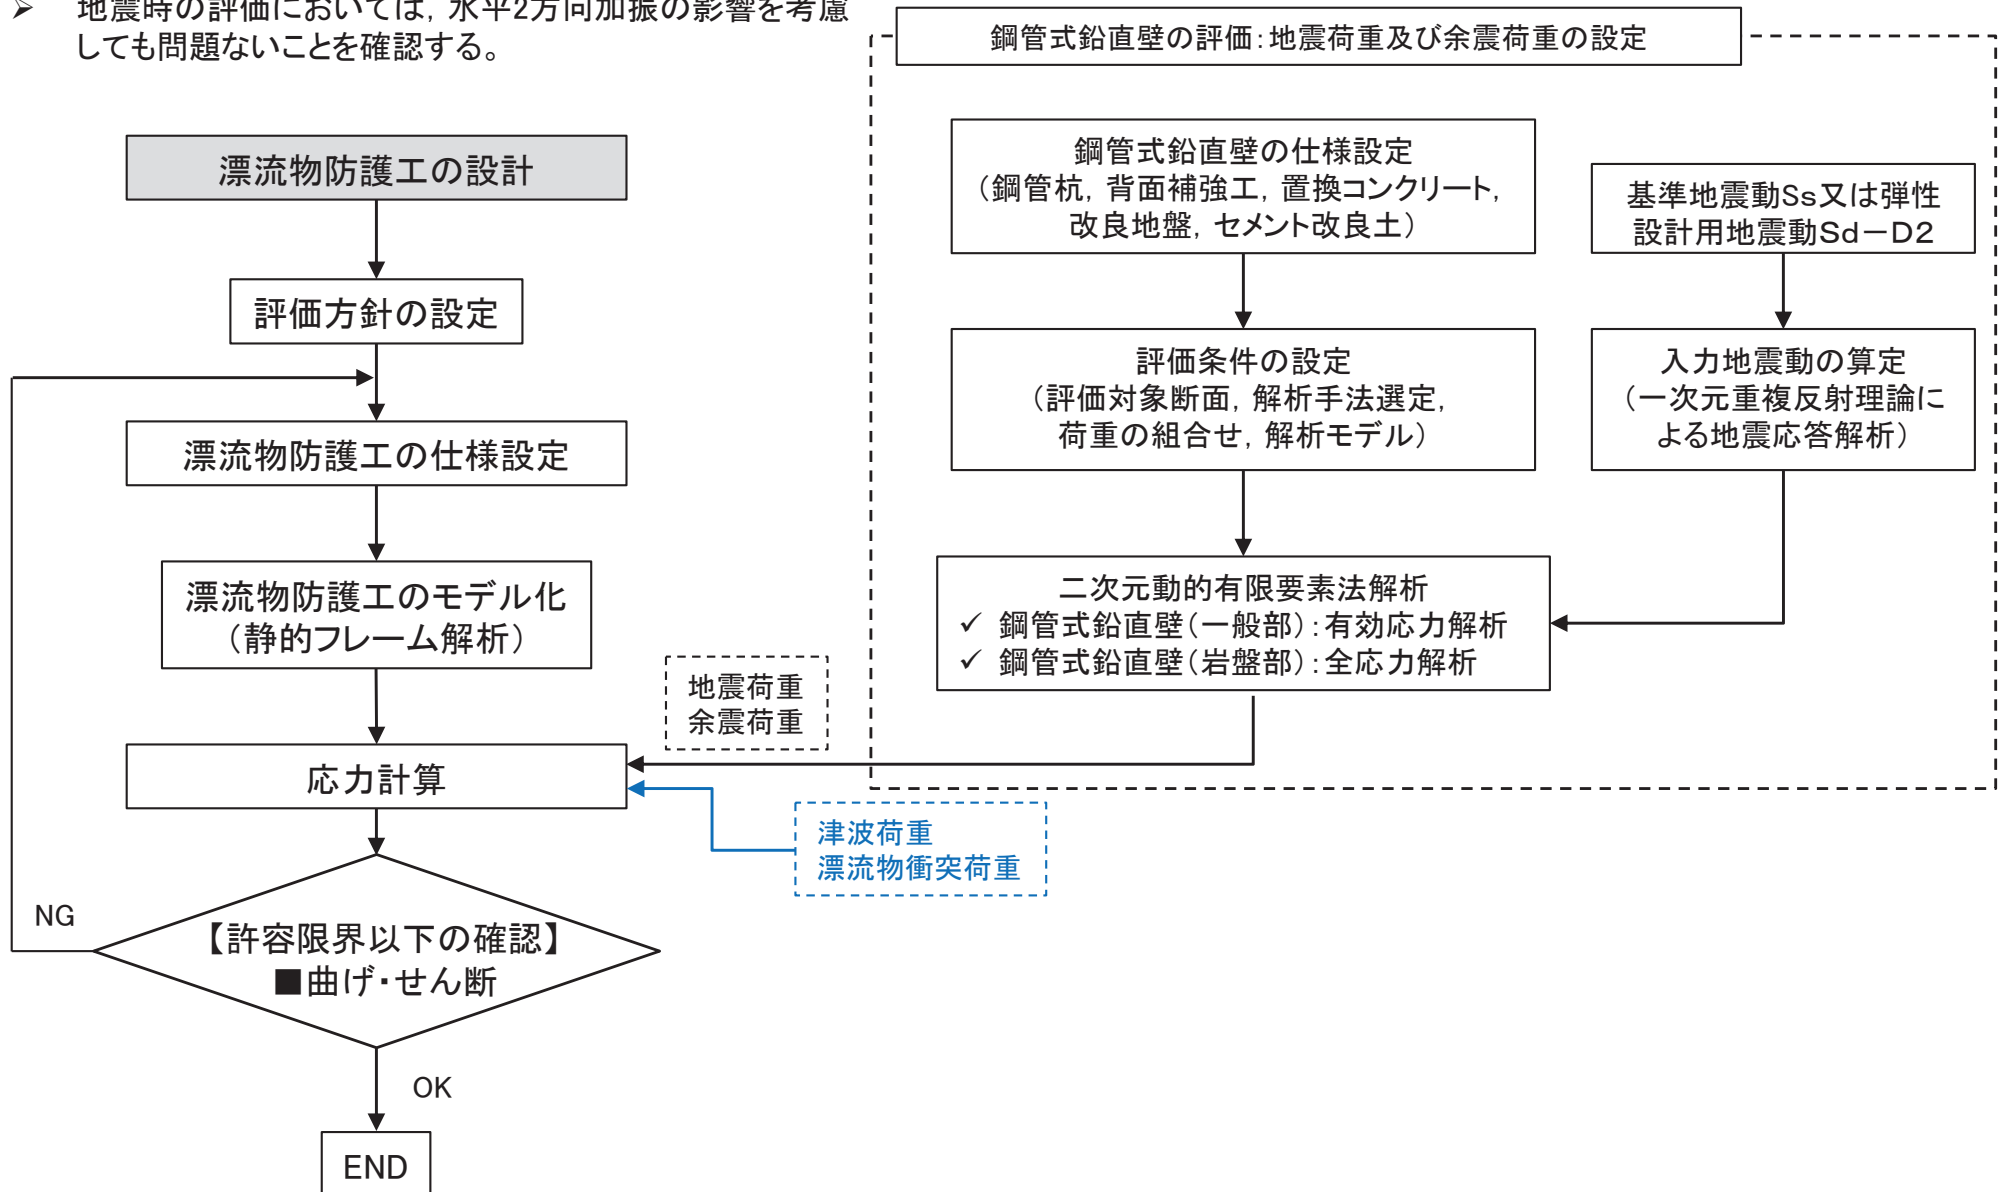 ➢ 地震時の評価においては，水平2方向加振の影響を考慮
しても問題ないことを確認する。
漂流物防護工の設計
評価方針の設定
漂流物防護工の仕様設定
漂流物防護工のモデル化
（静的フレーム解析）
応力計算
【許容限界以下の確認】
■曲げ・せん断
NG
OK
END
地震荷重
余震荷重
津波荷重
漂流物衝突荷重
鋼管式鉛直壁の評価：地震荷重及び余震荷重の設定
鋼管式鉛直壁の仕様設定
（鋼管杭，背面補強工，置換コンクリート，
改良地盤，セメント改良土）
評価条件の設定
（評価対象断面，解析手法選定，
荷重の組合せ，解析モデル）
基準地震動Ss又は弾性
設計用地震動Sd－D2
入力地震動の算定
（一次元重複反射理論に
よる地震応答解析）
二次元動的有限要素法解析
✓ 鋼管式鉛直壁（一般部）：有効応力解析
✓ 鋼管式鉛直壁（岩盤部）：全応力解析